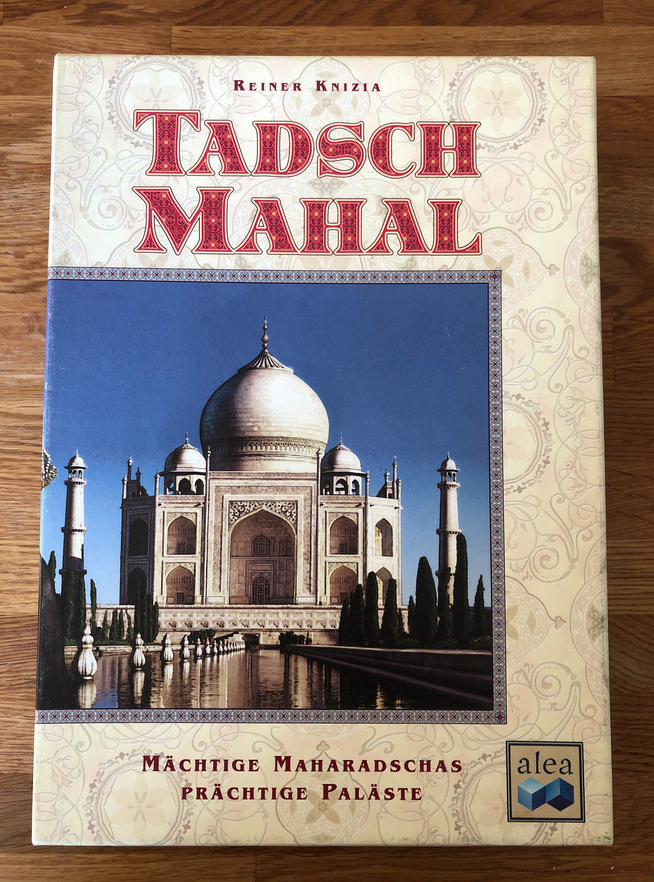 REINER KNIZIA
TADSCH
MAHAL
MÄCHTIGE MAHARADSCHAS
PRÄCHTIGE PALÄSTE
alea